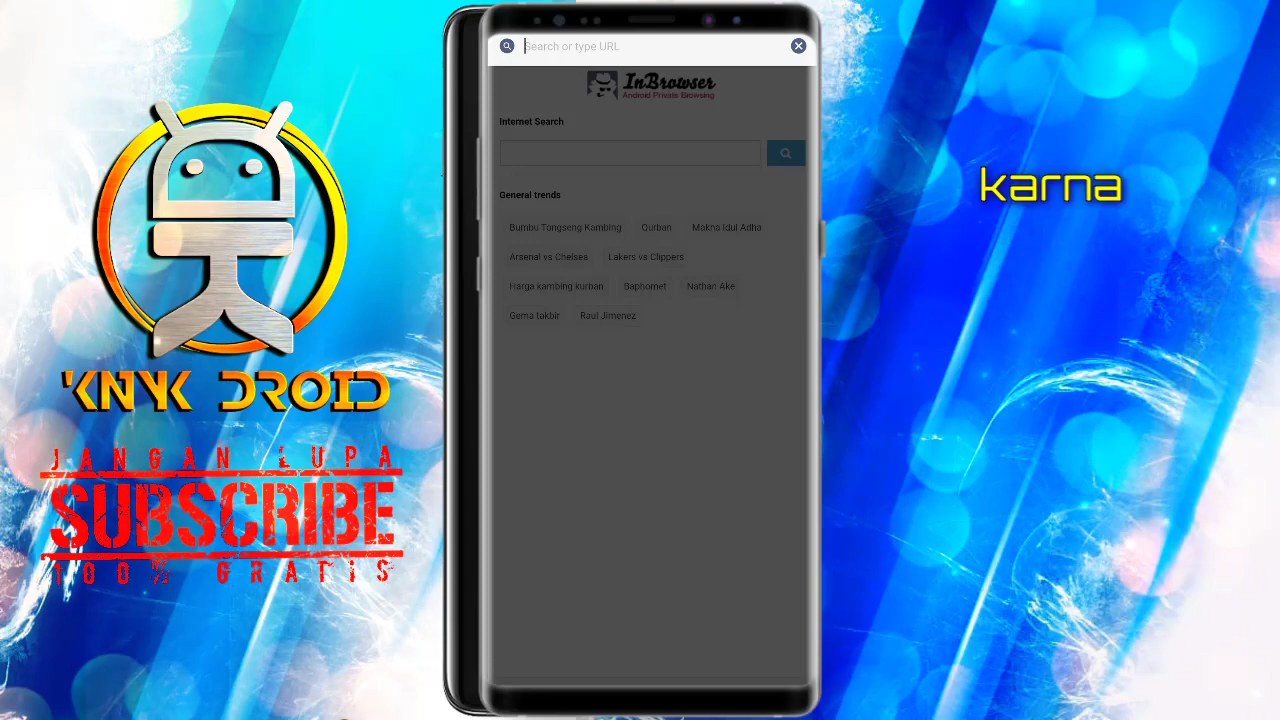 Search or type URL
InBrowser
Android Private Browsing
Internet Search
General trends
Bumbu Tongseng Kambing
Qurban
Makna Idul Adha
Arsenal vs Chelsea
Lakers vs Clippers
Harga kambing kurban
Baphomet
Nathan Ake
Gema takbir
Raul Jimenez
'KNYK DROID
JANGAN LUPA
SUBSCRIBE
100% GRATIS
karna